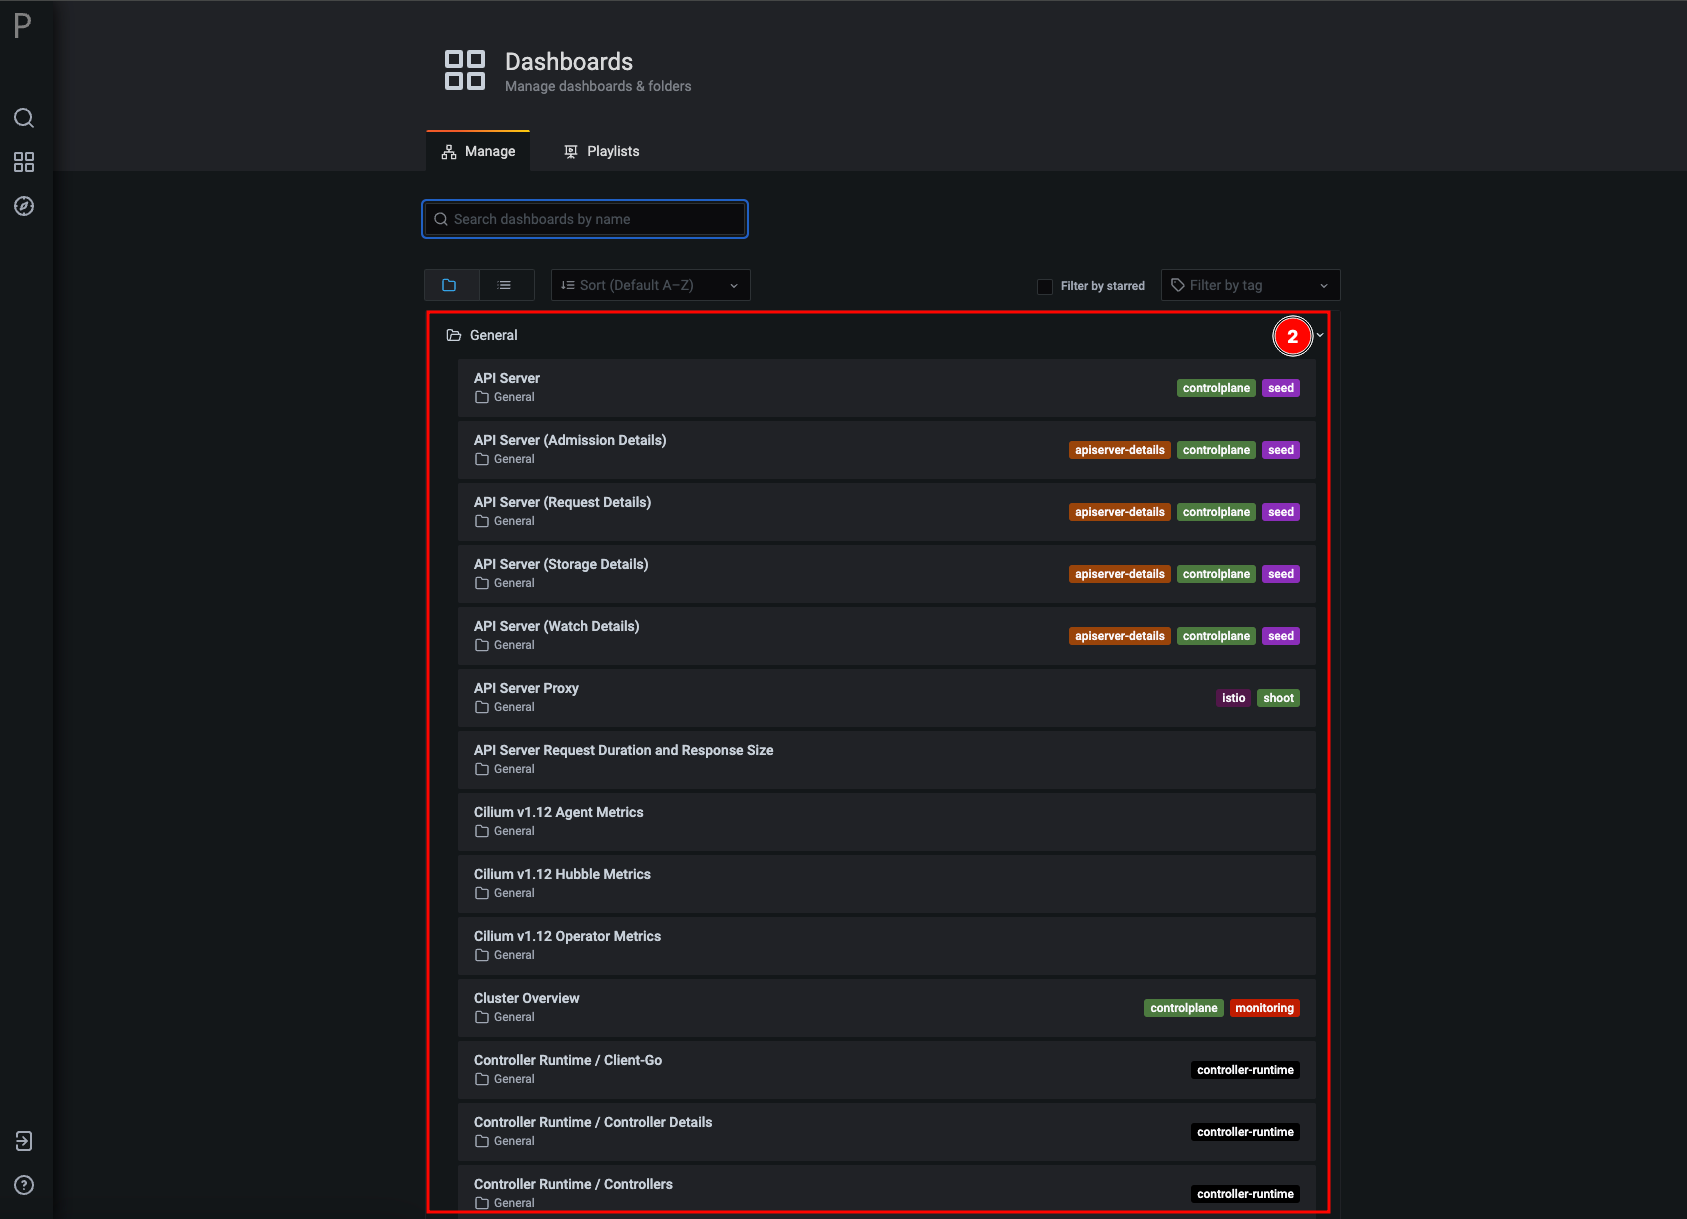 P
Dashboards
Manage dashboards & folders
Manage
Playlists
Search dashboards by name
Sort (Default A–Z)
Filter by starred
Filter by tag
General
2
API Server
General
controlplane seed
API Server (Admission Details)
General
apiserver-details controlplane seed
API Server (Request Details)
General
apiserver-details controlplane seed
API Server (Storage Details)
General
apiserver-details controlplane seed
API Server (Watch Details)
General
apiserver-details controlplane seed
API Server Proxy
General
istio shoot
API Server Request Duration and Response Size
General
Cilium v1.12 Agent Metrics
General
Cilium v1.12 Hubble Metrics
General
Cilium v1.12 Operator Metrics
General
Cluster Overview
General
controlplane monitoring
Controller Runtime / Client-Go
General
controller-runtime
Controller Runtime / Controller Details
General
controller-runtime
Controller Runtime / Controllers
General
controller-runtime